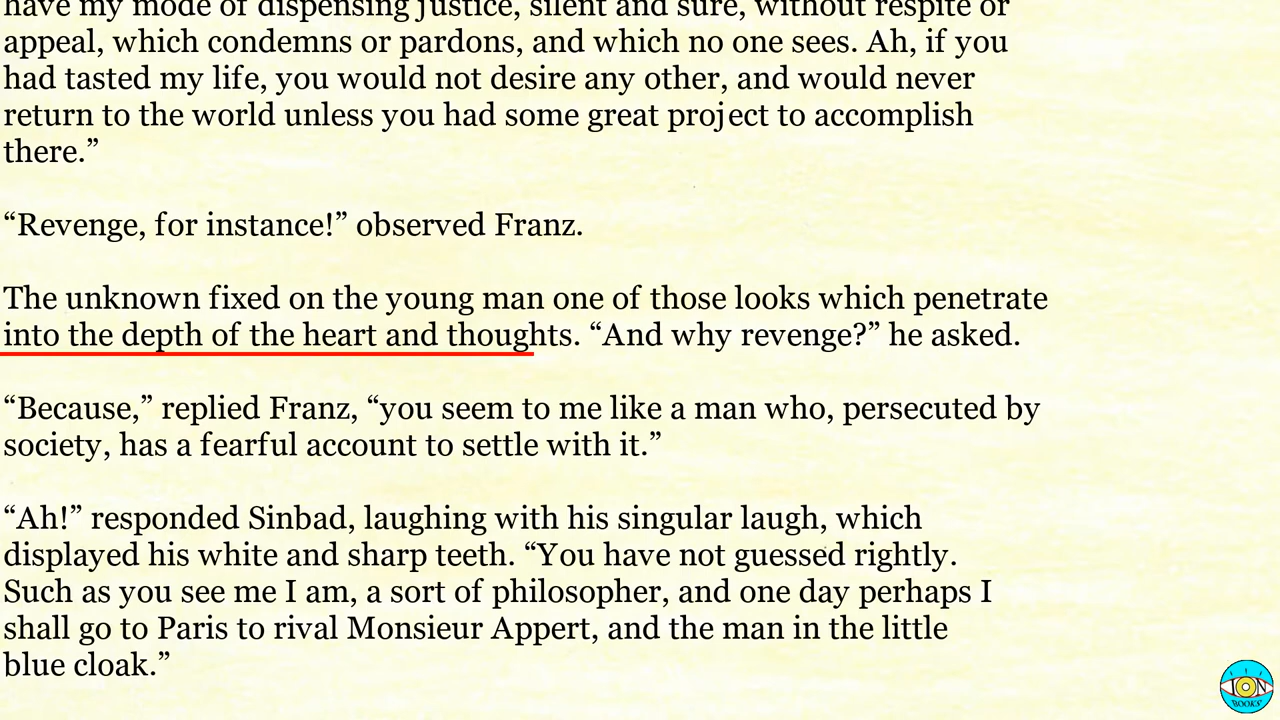 have my mode of dispensing justice, silent and sure, without respite or
appeal, which condemns or pardons, and which no one sees. Ah, if you
had tasted my life, you would not desire any other, and would never
return to the world unless you had some great project to accomplish
there.”
“Revenge, for instance!” observed Franz.
The unknown fixed on the young man one of those looks which penetrate
into the depth of the heart and thoughts. “And why revenge?” he asked.
“Because,” replied Franz, “you seem to me like a man who, persecuted by
society, has a fearful account to settle with it.”
“Ah!” responded Sinbad, laughing with his singular laugh, which
displayed his white and sharp teeth. “You have not guessed rightly.
Such as you see me I am, a sort of philosopher, and one day perhaps I
shall go to Paris to rival Monsieur Appert, and the man in the little
blue cloak.”
ION
BOOKS